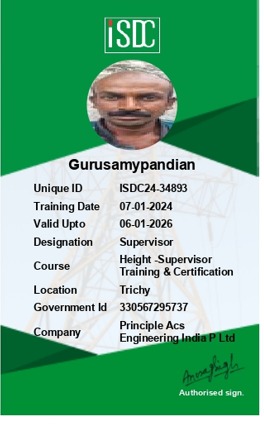 iSDC
Gurusamypandian
Unique ID ISDC24-34893
Training Date 07-01-2024
Valid Upto 06-01-2026
Designation Supervisor
Course Height -Supervisor
Training & Certification
Location Trichy
Government Id 330567295737
Company Principle Acs
Engineering India P Ltd
Authorised sign.